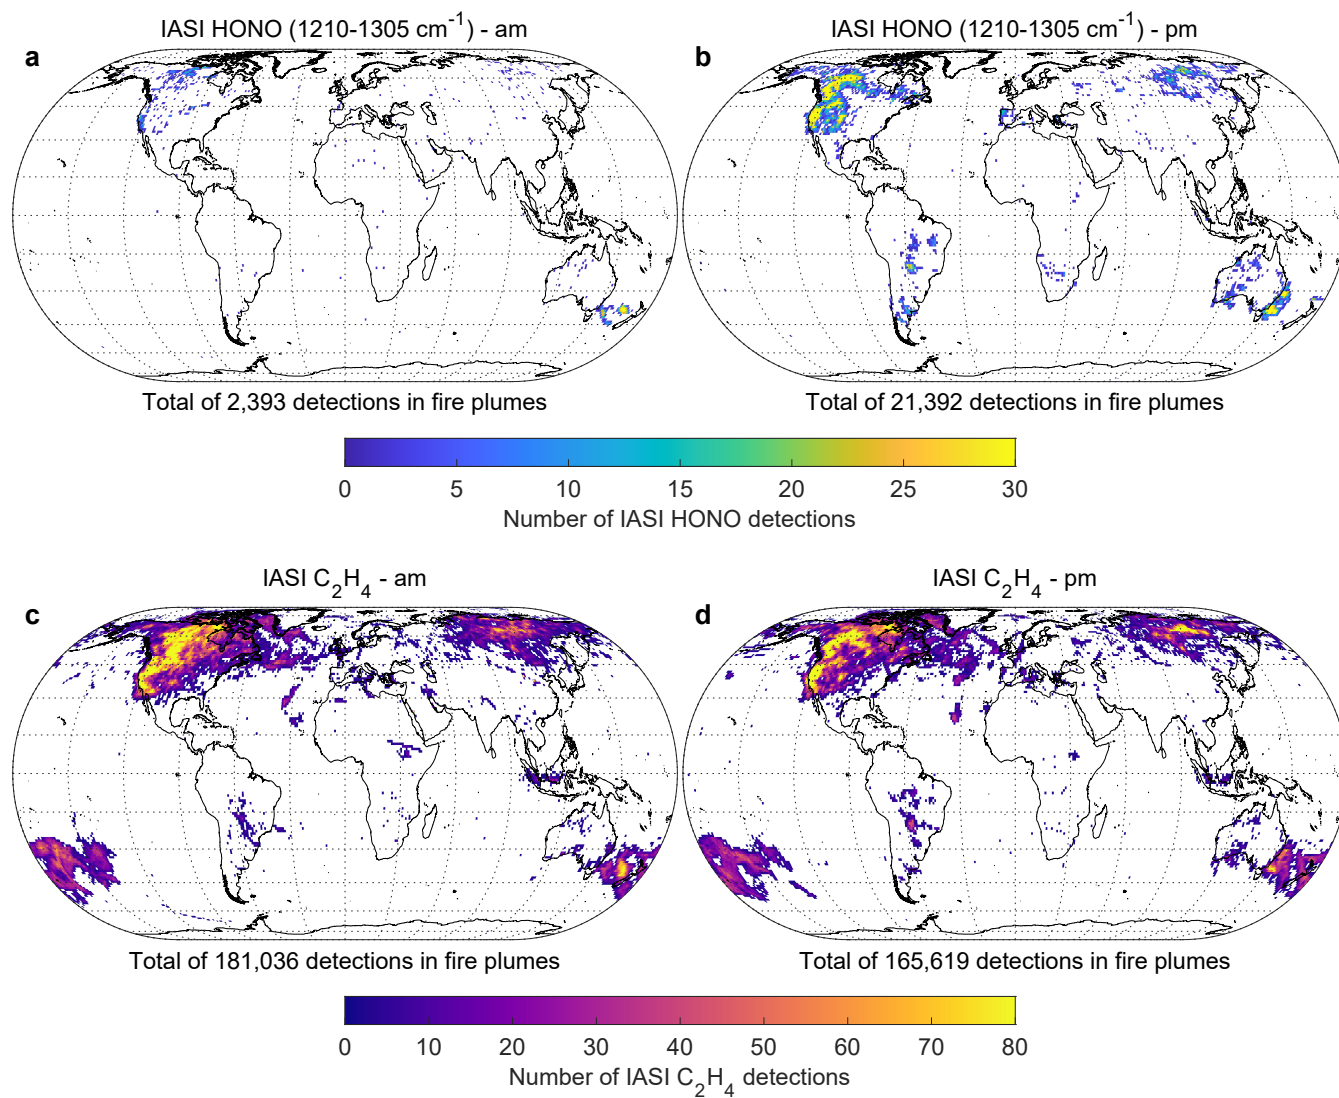 IASI HONO (1210-1305 cm⁻¹) - am
a
Total of 2,393 detections in fire plumes
IASI HONO (1210-1305 cm⁻¹) - pm
b
Total of 21,392 detections in fire plumes
0 5 10 15 20 25 30
Number of IASI HONO detections
IASI C₂H₄ - am
c
Total of 181,036 detections in fire plumes
IASI C₂H₄ - pm
d
Total of 165,619 detections in fire plumes
0 10 20 30 40 50 60 70 80
Number of IASI C₂H₄ detections